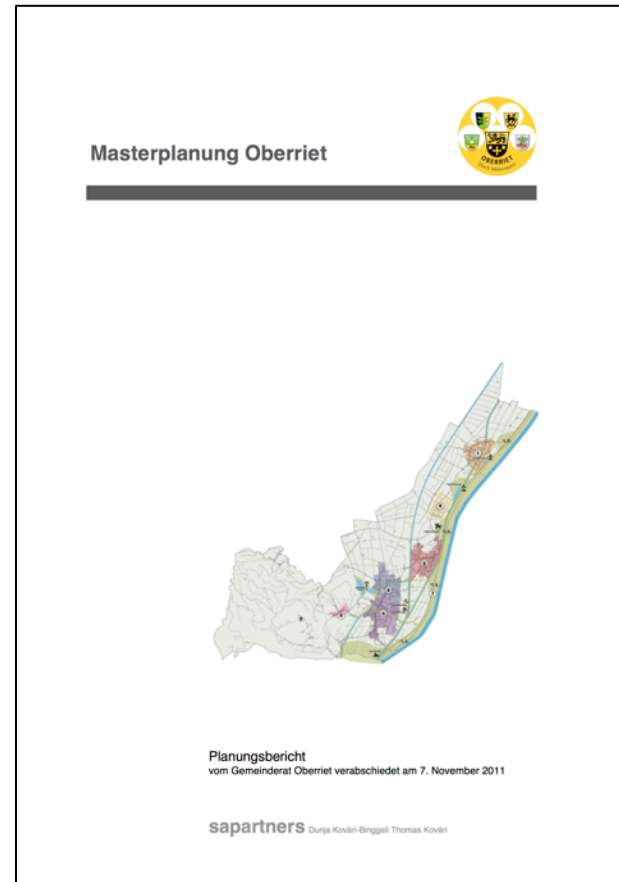 Masterplanung Oberriet
OBERRIET
Planungsbericht
vom Gemeinderat Oberriet verabschiedet am 7. November 2011
sapartners Dunja Kovári-Binggeli Thomas Kovári